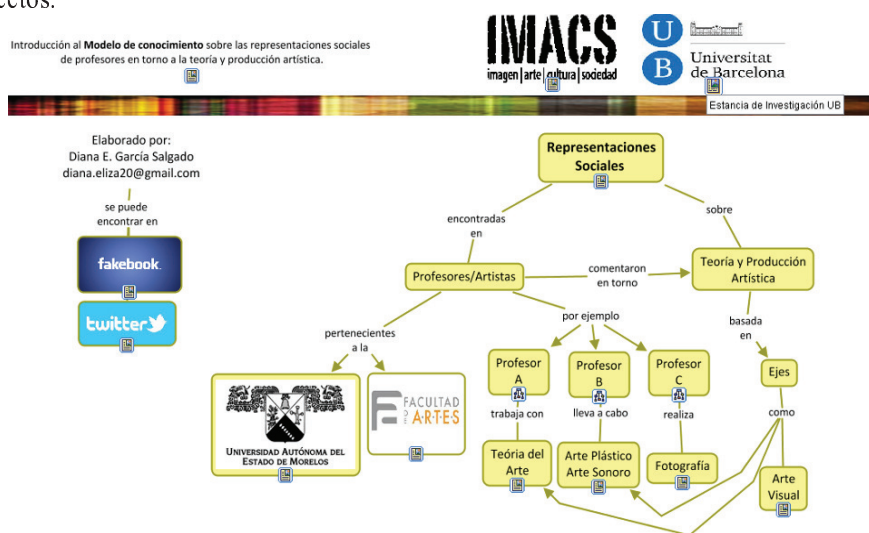 ectos.
Introducción al Modelo de conocimiento sobre las representaciones sociales
de profesores en torno a la teoría y producción artística.
IMACS
imagen|arte|cultura|sociedad
U
B
Universitat
de Barcelona
Estancia de Investigación UB
Elaborado por:
Diana E. García Salgado
diana.eliza20@gmail.com
se puede
encontrar en
fakebook.
twitter
Representaciones
Sociales
encontradas
en
sobre
Profesores/Artistas
comentaron
en torno
Teoría y Producción
Artística
pertenecientes
a la
por ejemplo
basada
en
UNIVERSIDAD AUTÓNOMA DEL
ESTADO DE MORELOS
FACULTAD
DE ARTES
Profesor
A
Profesor
B
Profesor
C
Ejes
trabaja con
lleva a cabo
realiza
como
Teória del
Arte
Arte Plástico
Arte Sonoro
Fotografía
Arte
Visual